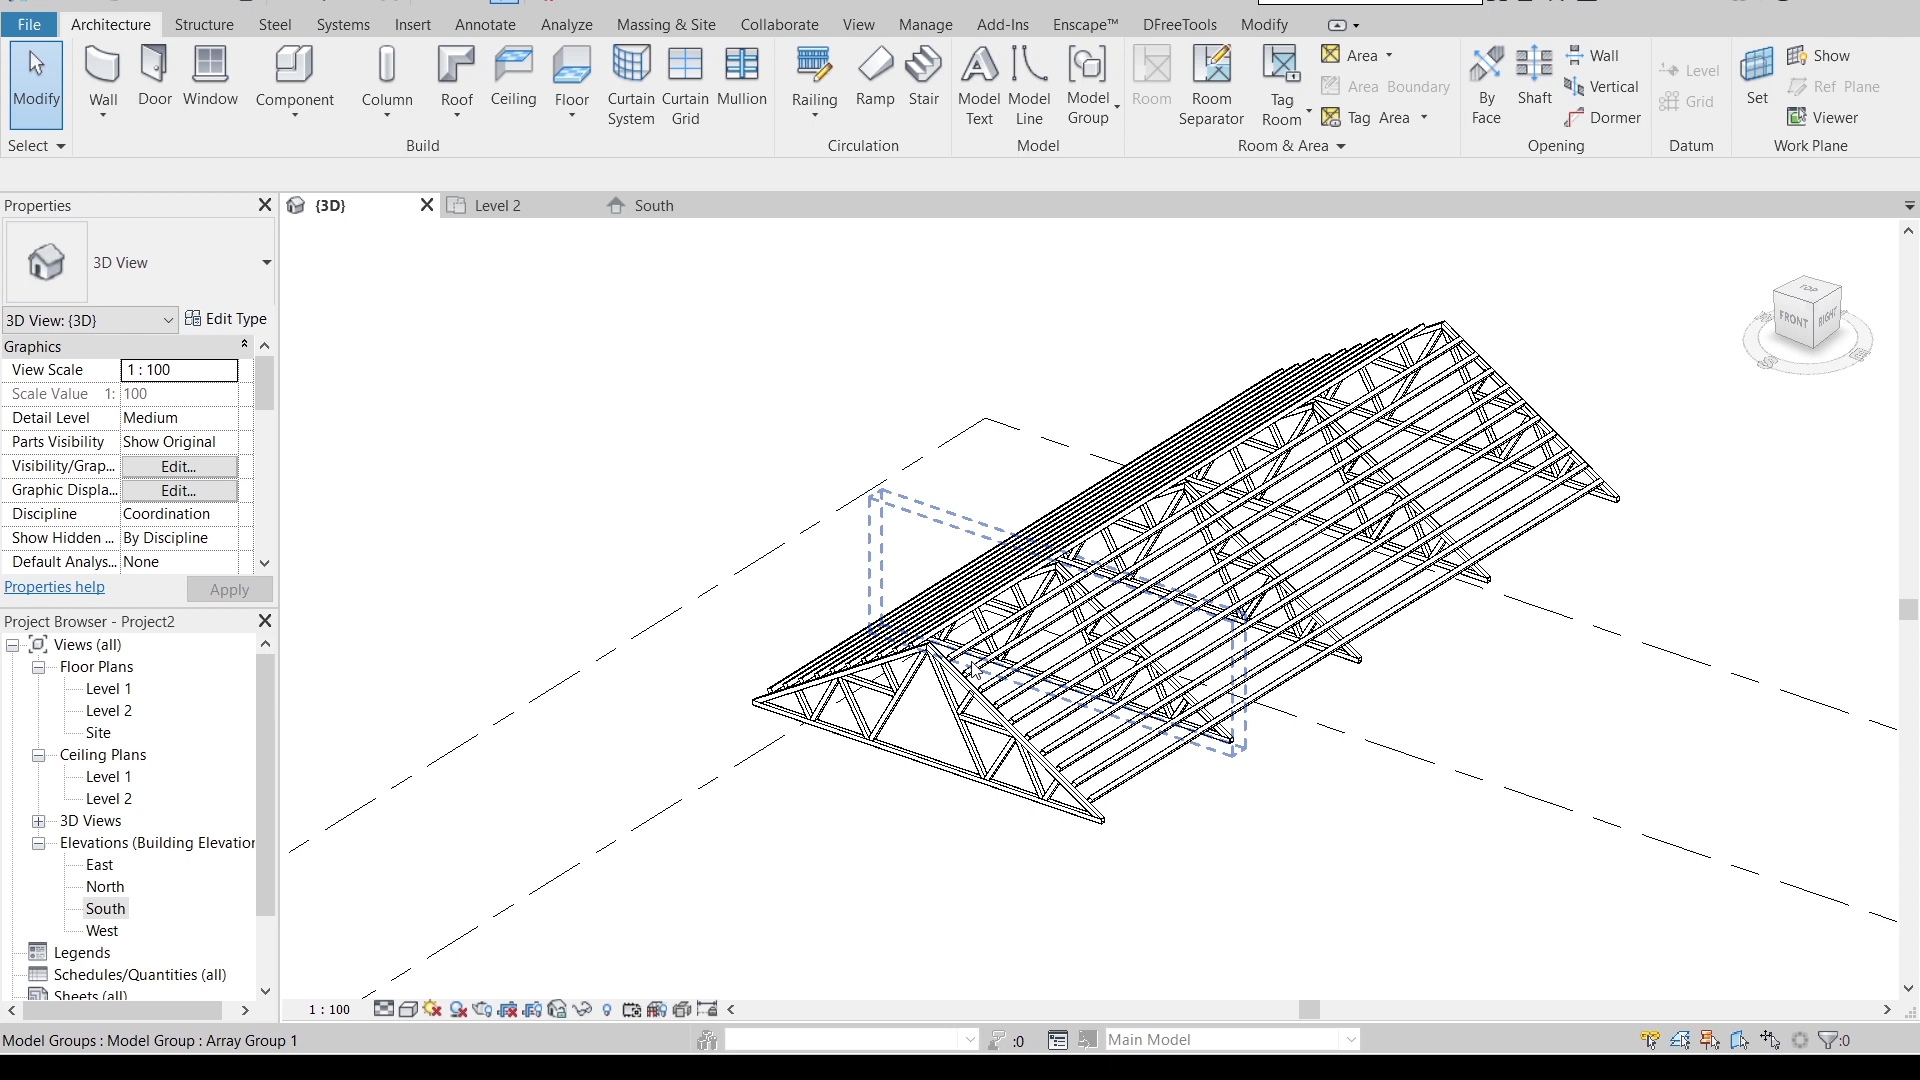 File Architecture Structure Steel Systems Insert Annotate Analyze Massing & Site Collaborate View Manage Add-Ins Enscape™ DFreeTools Modify
Modify
Wall
Door
Window
Component
Column
Roof
Ceiling
Floor
Curtain System
Curtain Grid
Mullion
Railing
Ramp
Stair
Model Text
Model Line
Model Group
Room
Room Separator
Tag Room
Area
Area Boundary
Tag Area
By Face
Shaft
Wall
Vertical
Dormer
Level
Grid
Set
Show
Ref Plane
Viewer
Select Build Circulation Model Room & Area Opening Datum Work Plane
Properties
{3D} Level 2 South
3D View
3D View: {3D} Edit Type
Graphics
View Scale 1 : 100
Scale Value 1: 100
Detail Level Medium
Parts Visibility Show Original
Visibility/Grap... Edit...
Graphic Displa... Edit...
Discipline Coordination
Show Hidden ... By Discipline
Default Analys... None
Properties help Apply
Project Browser - Project2
Views (all)
Floor Plans
Level 1
Level 2
Site
Ceiling Plans
Level 1
Level 2
3D Views
Elevations (Building Elevation
East
North
South
West
Legends
Schedules/Quantities (all)
Sheets (all)
TOP
FRONT RIGHT
S E
1 : 100
Model Groups : Model Group : Array Group 1 :0 Main Model :0